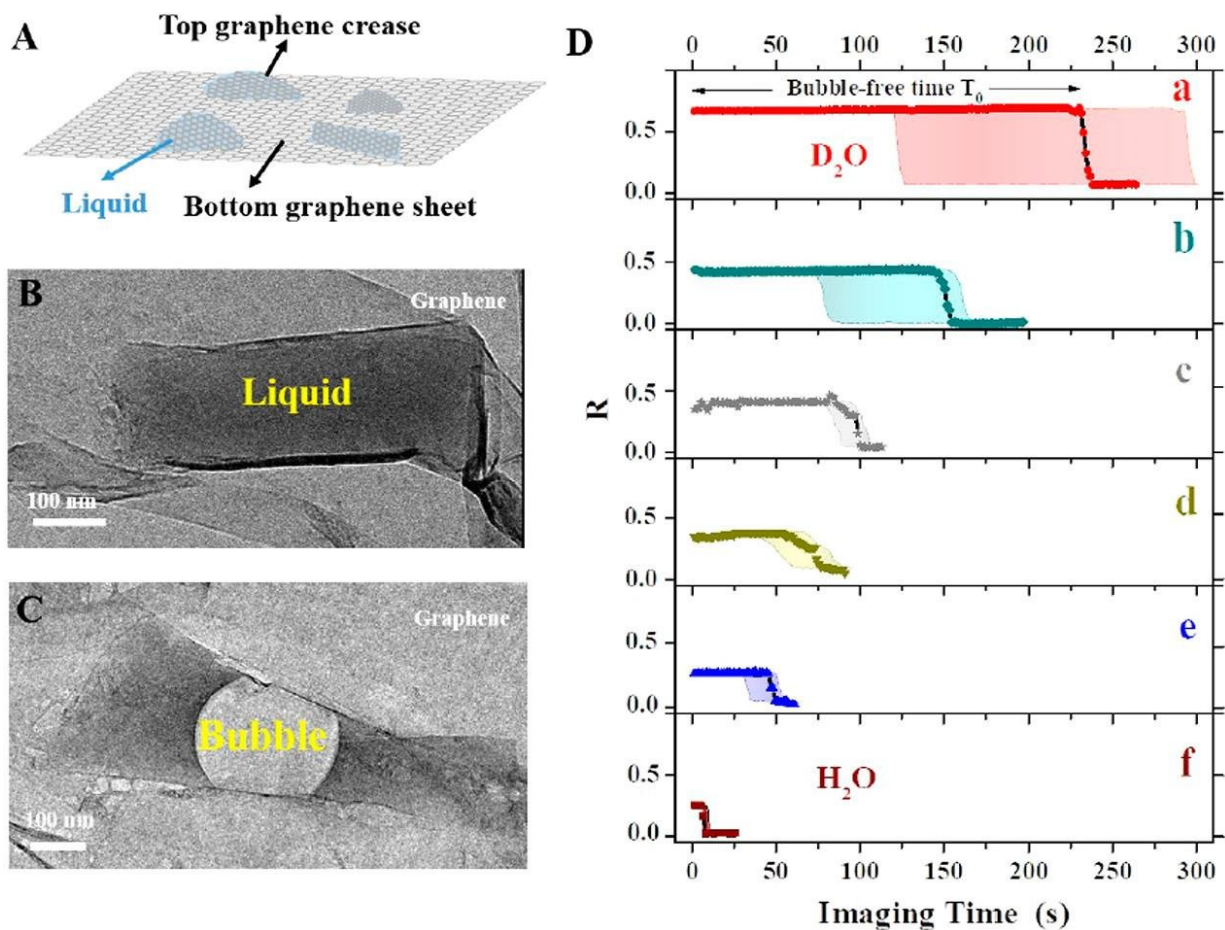 A
Top graphene crease
Liquid
Bottom graphene sheet
B
Graphene
Liquid
100 nm
C
Graphene
Bubble
100 nm
D
0 50 100 150 200 250 300
Bubble-free time T₀
a
0.5
D₂O
0.0
b
0.5
0.0
c
0.5
0.0
R
d
0.5
0.0
e
0.5
0.0
f
0.5
H₂O
0.0
0 50 100 150 200 250 300
Imaging Time (s)